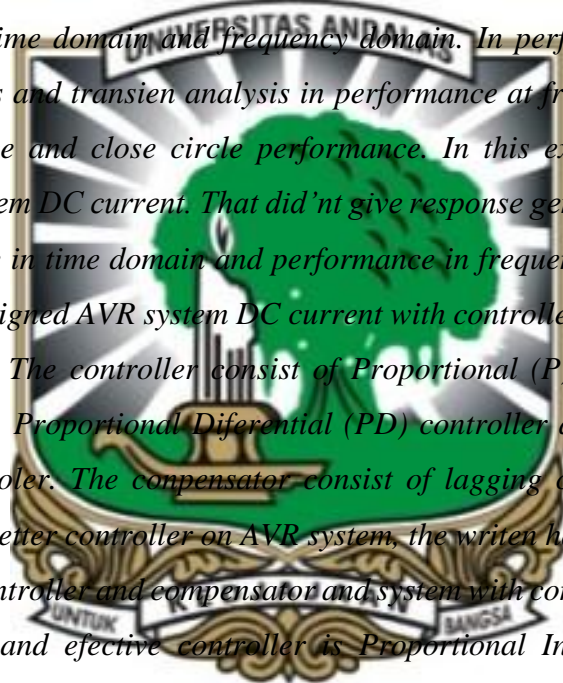 UNIVERSITAS ANDALAS
time domain and frequency domain. In perf
s and transien analysis in performance at fr
e and close circle performance. In this ex
em DC current. That did'nt give response ge
in time domain and performance in frequen
igned AVR system DC current with controlle
The controller consist of Proportional (P
Proportional Diferential (PD) controller
oler. The conpensator consist of lagging c
etter controller on AVR system, the writen h
ntroller and compensator and system with con
and efective controller is Proportional In
UNTUK KEDJAJAAN BANGSA